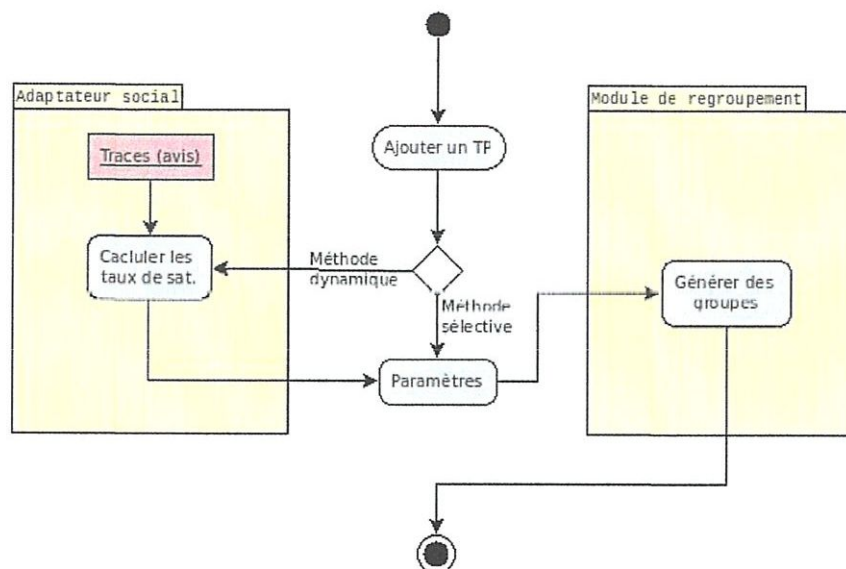 Adaptateur social
Module de regroupement
Traces (avis)
Ajouter un TP
Cacluler les
taux de sat.
Méthode
dynamique
Méthode
sélective
Générer des
groupes
Paramètres